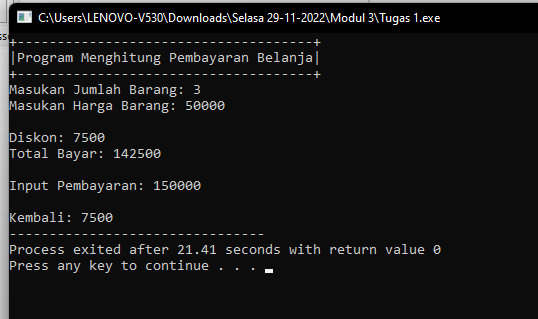 C:\Users\LENOVO-V530\Downloads\Selasa 29-11-2022\Modul 3\Tugas 1.exe
+-------------------------------------+
|Program Menghitung Pembayaran Belanja|
+-------------------------------------+
Masukan Jumlah Barang: 3
Masukan Harga Barang: 50000
Diskon: 7500
Total Bayar: 142500
Input Pembayaran: 150000
Kembali: 7500
--------------------------------
Process exited after 21.41 seconds with return value 0
Press any key to continue . . .